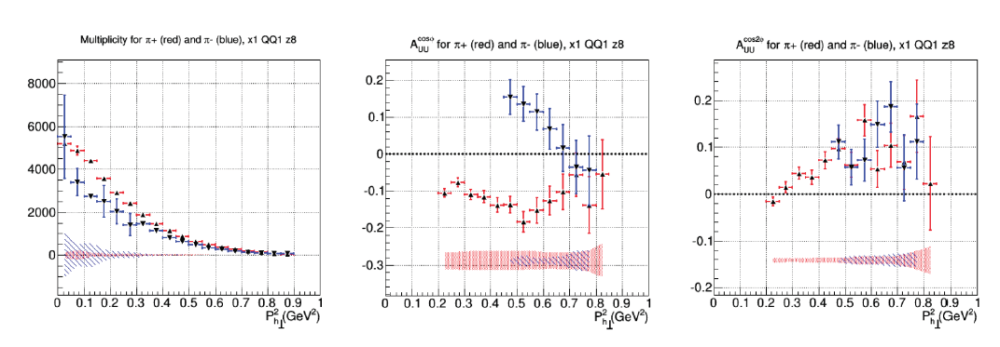 Multiplicity for π+ (red) and π- (blue), x1 QQ1 z8
8000
6000
4000
2000
0
0 0.1 0.2 0.3 0.4 0.5 0.6 0.7 0.8 0.9 1
P²h⊥(GeV²)
A cosφ UU for π+ (red) and π- (blue), x1 QQ1 z8
0.2
0.1
0
-0.1
-0.2
-0.3
0 0.1 0.2 0.3 0.4 0.5 0.6 0.7 0.8 0.9 1
P²h⊥(GeV²)
A cos2φ UU for π+ (red) and π- (blue), x1 QQ1 z8
0.2
0.1
0
-0.1
-0.2
0 0.1 0.2 0.3 0.4 0.5 0.6 0.7 0.8 0.9 1
P²h⊥(GeV²)